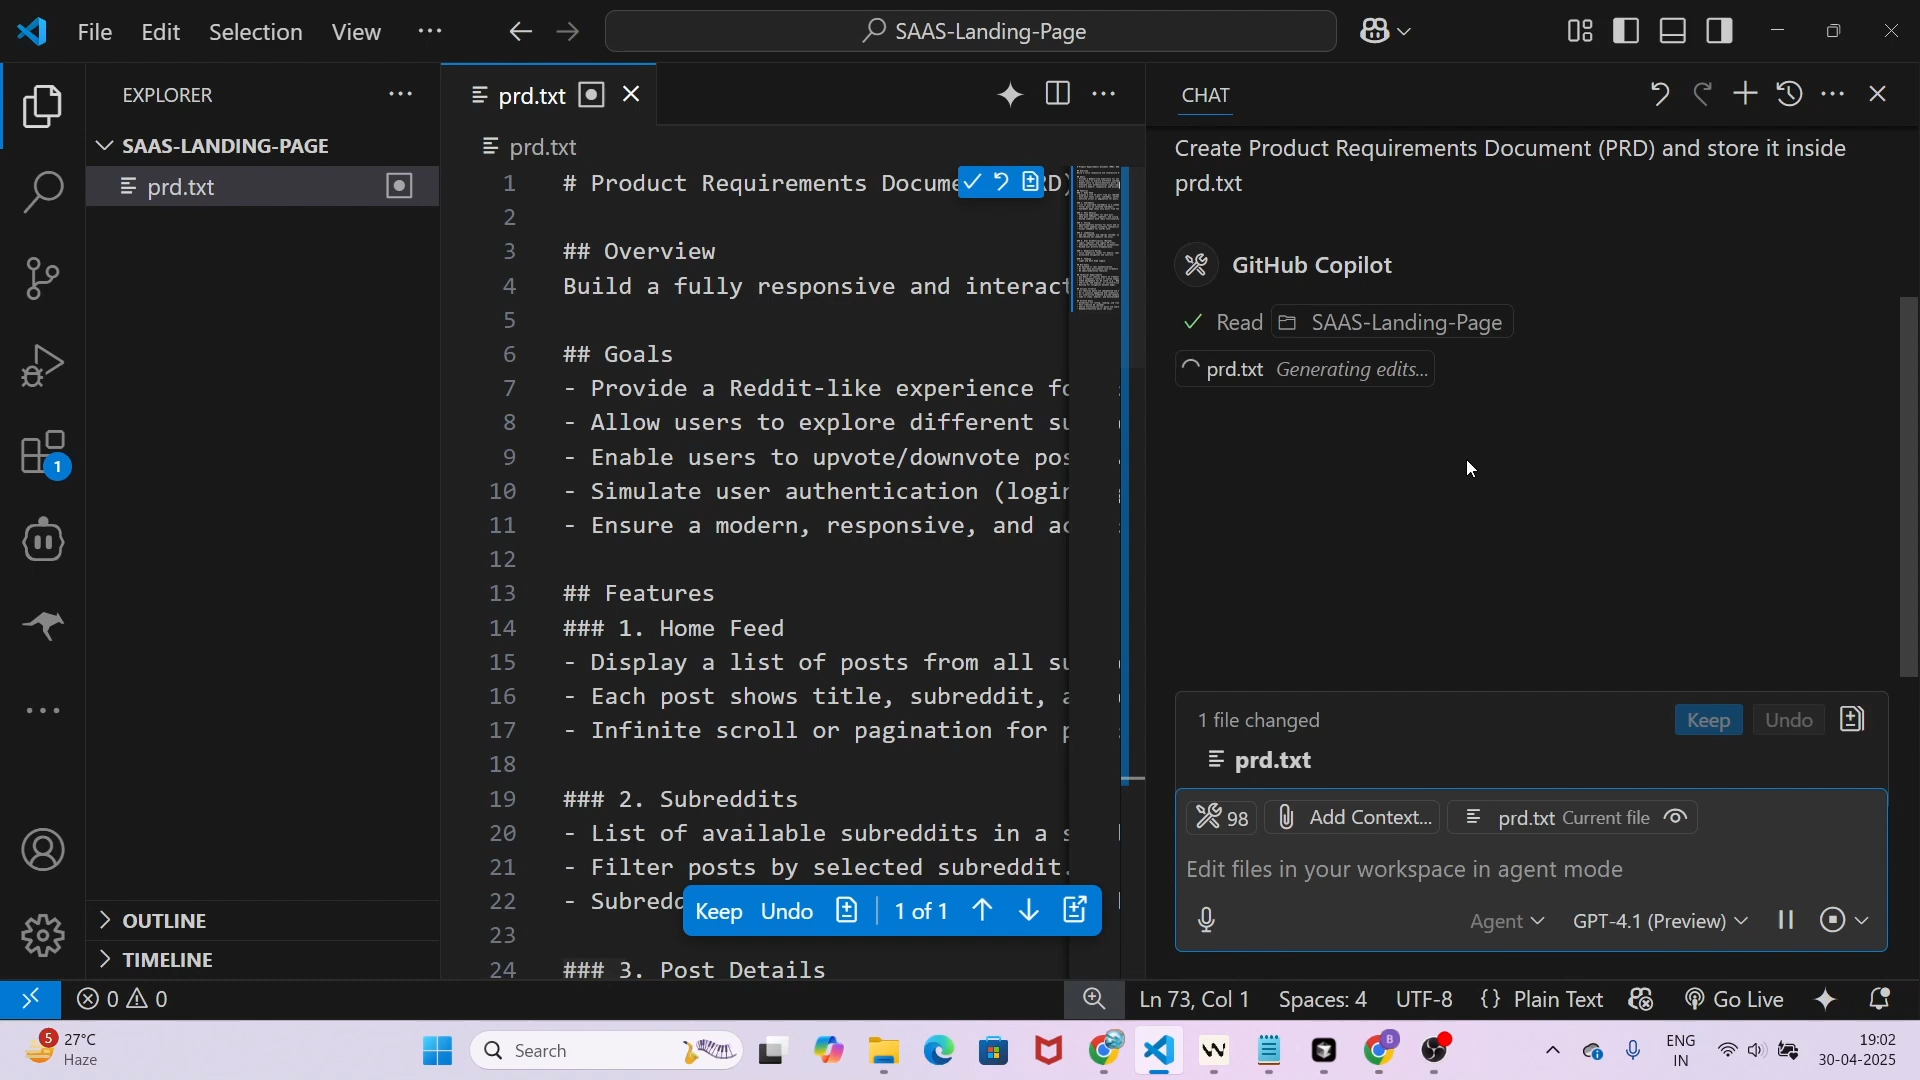 File Edit Selection View
SAAS-Landing-Page
EXPLORER
SAAS-LANDING-PAGE
prd.txt
OUTLINE
TIMELINE
1
prd.txt
prd.txt
1 # Product Requirements Docume D)
2
3 ## Overview
4 Build a fully responsive and interact
5
6 ## Goals
7 - Provide a Reddit-like experience fo
8 - Allow users to explore different su
9 - Enable users to upvote/downvote pos
10 - Simulate user authentication (login
11 - Ensure a modern, responsive, and ac
12
13 ## Features
14 ### 1. Home Feed
15 - Display a list of posts from all su
16 - Each post shows title, subreddit, a
17 - Infinite scroll or pagination for p
18
19 ### 2. Subreddits
20 - List of available subreddits in a s
21 - Filter posts by selected subreddit.
22 - Subredd
23
24 ### 3. Post Details
Keep Undo 1 of 1
CHAT
Create Product Requirements Document (PRD) and store it inside
prd.txt
GitHub Copilot
Read SAAS-Landing-Page
prd.txt Generating edits...
1 file changed Keep Undo
prd.txt
98 Add Context... prd.txt Current file
Edit files in your workspace in agent mode
Agent GPT-4.1 (Preview)
0 0 Ln 73, Col 1 Spaces: 4 UTF-8 {} Plain Text Go Live
5 27°C
Haze
Search
B
ENG
IN
19:02
30-04-2025